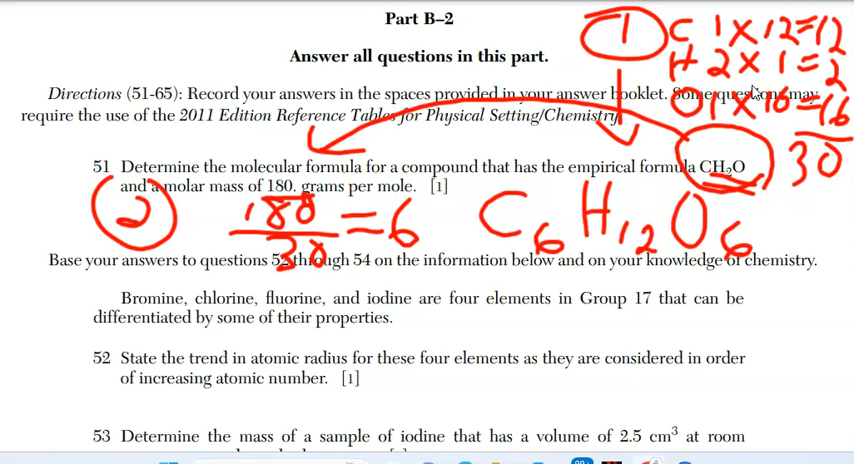 Part B–2
Answer all questions in this part.
Directions (51-65): Record your answers in the spaces provided in your answer booklet. Some questions may
require the use of the 2011 Edition Reference Tables for Physical Setting/Chemistry.
1
C 1 X 12 = 12
H 2 X 1 = 2
O 1 X 16 = 16
30
51 Determine the molecular formula for a compound that has the empirical formula CH₂O
and a molar mass of 180. grams per mole. [1]
2
180/30 = 6 C₆H₁₂O₆
Base your answers to questions 52 through 54 on the information below and on your knowledge of chemistry.
Bromine, chlorine, fluorine, and iodine are four elements in Group 17 that can be
differentiated by some of their properties.
52 State the trend in atomic radius for these four elements as they are considered in order
of increasing atomic number. [1]
53 Determine the mass of a sample of iodine that has a volume of 2.5 cm³ at room